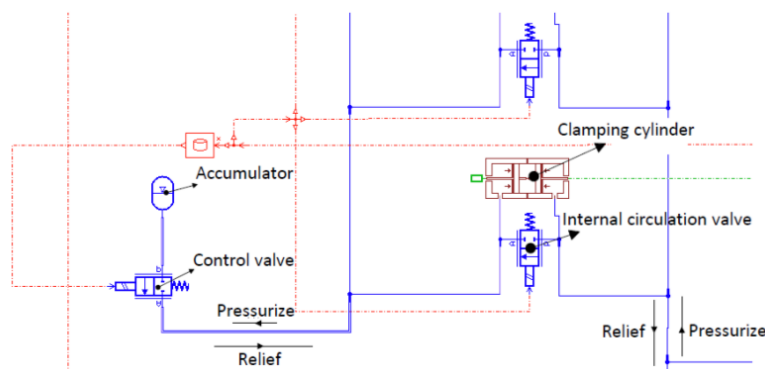 Clamping cylinder
Accumulator
Internal circulation valve
Control valve
Pressurize
Relief
Relief
Pressurize